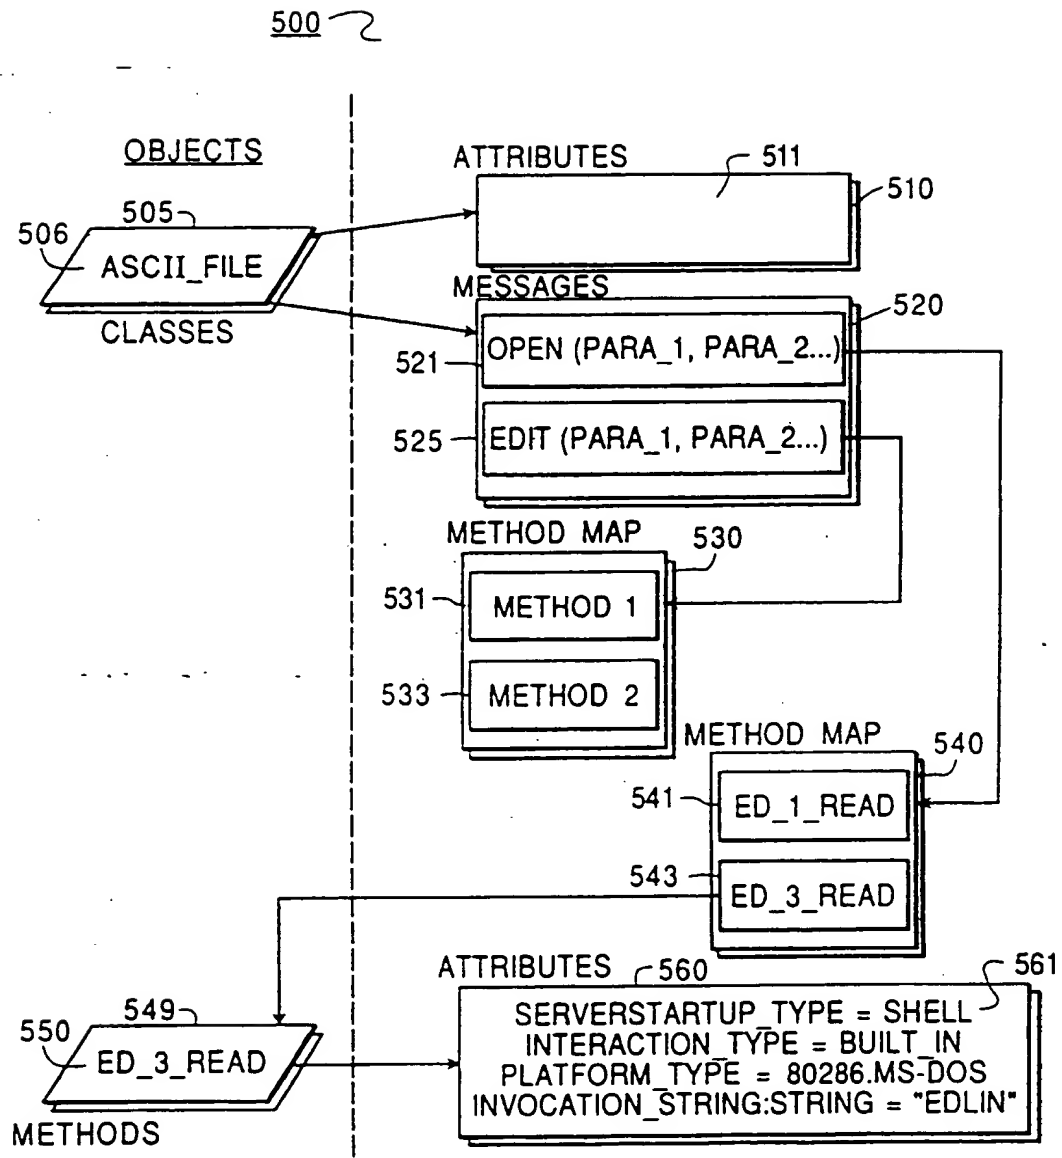 500
OBJECTS
ATTRIBUTES
511
510
505
506
ASCII_FILE
CLASSES
MESSAGES
520
521
OPEN (PARA_1, PARA_2...)
525
EDIT (PARA_1, PARA_2...)
METHOD MAP
530
531
METHOD 1
533
METHOD 2
METHOD MAP
540
541
ED_1_READ
543
ED_3_READ
ATTRIBUTES
560
561
SERVERSTARTUP_TYPE = SHELL
INTERACTION_TYPE = BUILT_IN
PLATFORM_TYPE = 80286.MS-DOS
INVOCATION_STRING:STRING = "EDLIN"
549
550
ED_3_READ
METHODS